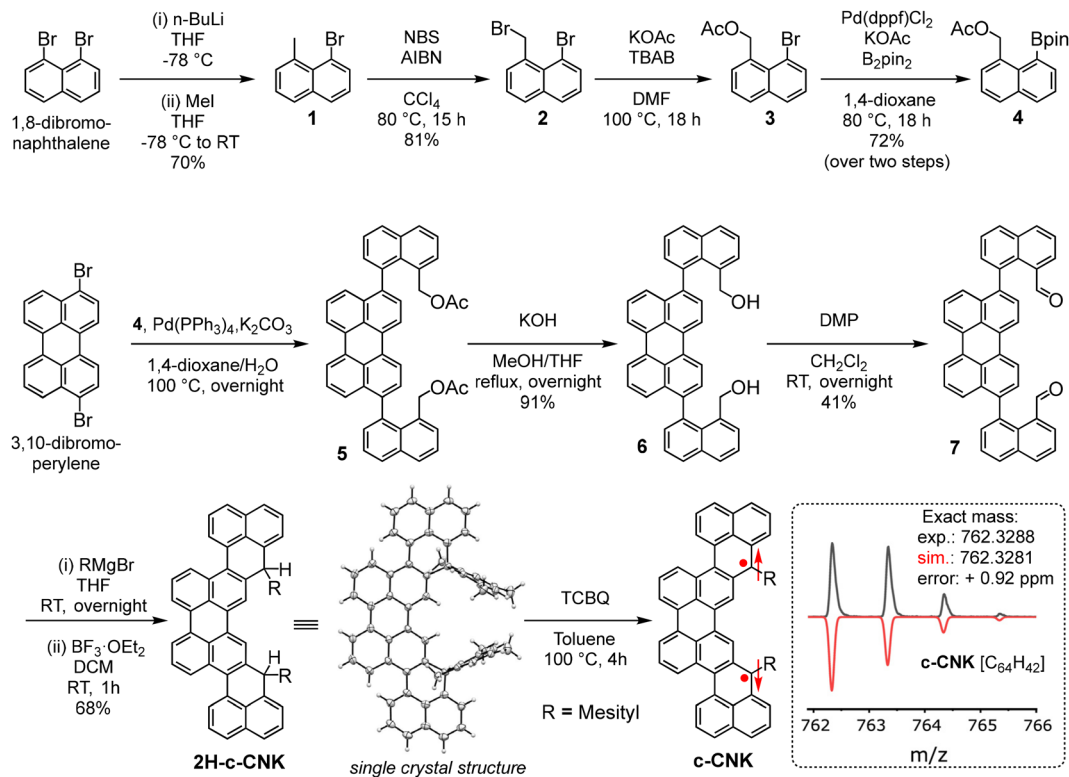 Br Br
1,8-dibromo-
naphthalene
(i) n-BuLi
THF
-78 °C
(ii) MeI
THF
-78 °C to RT
70%
Br
1
NBS
AIBN
CCl4
80 °C, 15 h
81%
Br Br
2
KOAc
TBAB
DMF
100 °C, 18 h
AcO Br
3
Pd(dppf)Cl2
KOAc
B2pin2
1,4-dioxane
80 °C, 18 h
72%
(over two steps)
AcO Bpin
4
Br
Br
3,10-dibromo-
perylene
4, Pd(PPh3)4,K2CO3
1,4-dioxane/H2O
100 °C, overnight
OAc
OAc
5
KOH
MeOH/THF
reflux, overnight
91%
OH
OH
6
DMP
CH2Cl2
RT, overnight
41%
O
O
7
(i) RMgBr
THF
RT, overnight
(ii) BF3·OEt2
DCM
RT, 1h
68%
H
R
H
R
2H-c-CNK
single crystal structure
TCBQ
Toluene
100 °C, 4h
R = Mesityl
R
R
c-CNK
Exact mass:
exp.: 762.3288
sim.: 762.3281
error: + 0.92 ppm
c-CNK [C64H42]
762 763 764 765 766
m/z